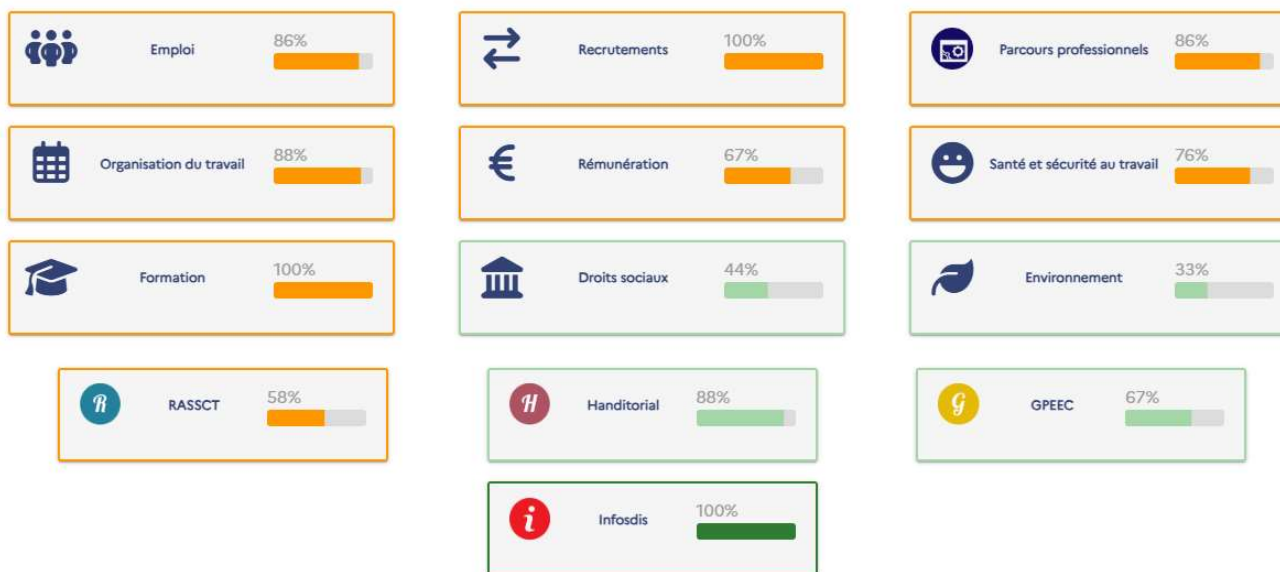 Emploi
86%
Recrutements
100%
Parcours professionnels
86%
Organisation du travail
88%
Rémunération
67%
Santé et sécurité au travail
76%
Formation
100%
Droits sociaux
44%
Environnement
33%
R
RASSCT
58%
H
Handitorial
88%
G
GPEEC
67%
i
Infosdis
100%